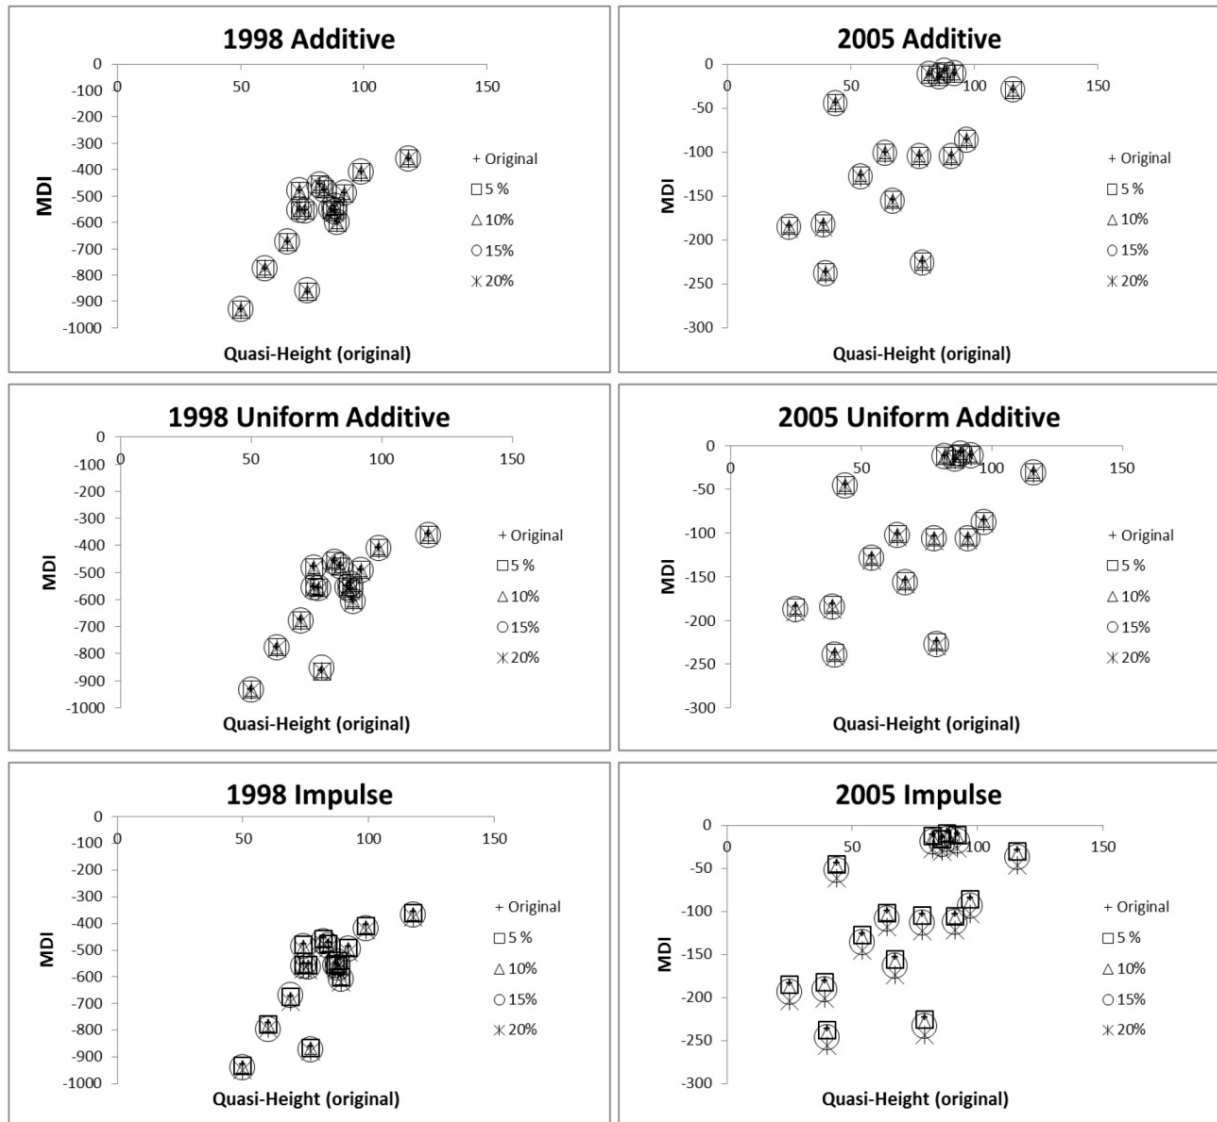 1998 Additive
0 50 100 150
0
-100
-200
-300
-400
-500
-600
-700
-800
-900
-1000
MDI
Quasi-Height (original)
+ Original
□ 5 %
△ 10%
○ 15%
✳ 20%
2005 Additive
0 50 100 150
0
-50
-100
-150
-200
-250
-300
MDI
Quasi-Height (original)
+ Original
□ 5 %
△ 10%
○ 15%
✳ 20%
1998 Uniform Additive
0 50 100 150
0
-100
-200
-300
-400
-500
-600
-700
-800
-900
-1000
MDI
Quasi-Height (original)
+ Original
□ 5 %
△ 10%
○ 15%
✳ 20%
2005 Uniform Additive
0 50 100 150
0
-50
-100
-150
-200
-250
-300
MDI
Quasi-Height (original)
+ Original
□ 5 %
△ 10%
○ 15%
✳ 20%
1998 Impulse
0 50 100 150
0
-100
-200
-300
-400
-500
-600
-700
-800
-900
-1000
MDI
Quasi-Height (original)
+ Original
□ 5 %
△ 10%
○ 15%
✳ 20%
2005 Impulse
0 50 100 150
0
-50
-100
-150
-200
-250
-300
MDI
Quasi-Height (original)
+ Original
□ 5 %
△ 10%
○ 15%
✳ 20%